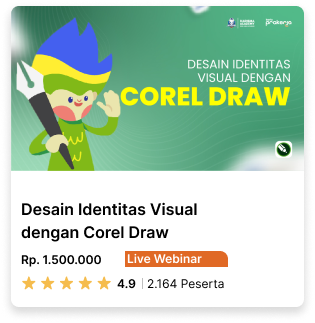 prakerja
DESAIN IDENTITAS
VISUAL DENGAN
COREL DRAW
Desain Identitas Visual
dengan Corel Draw
Rp. 1.500.000
Live Webinar
4.9
2.164 Peserta